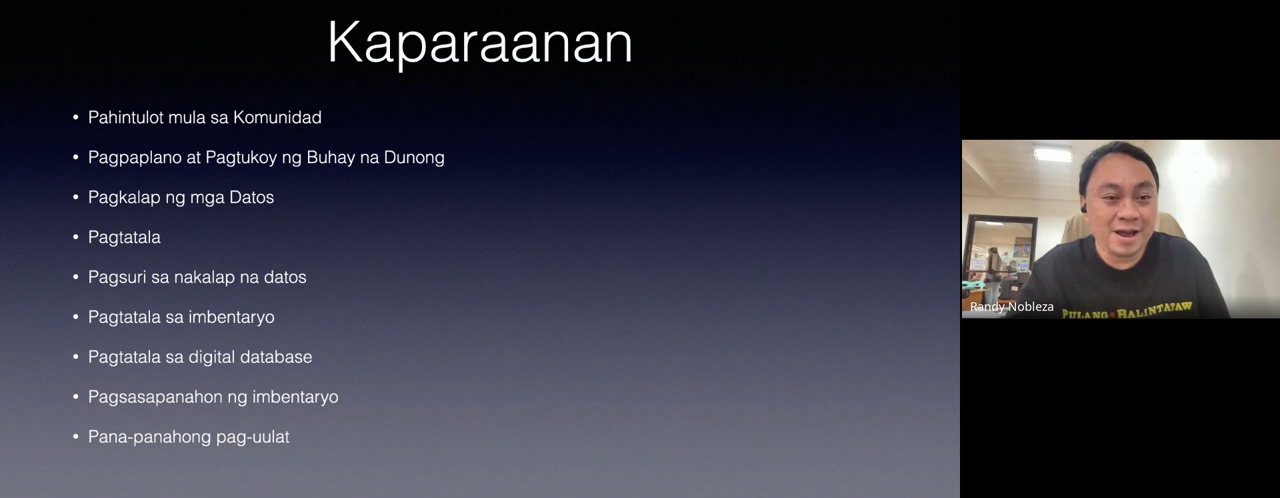 Kaparaanan
• Pahintulot mula sa Komunidad
• Pagpaplano at Pagtukoy ng Buhay na Dunong
• Pagkalap ng mga Datos
• Pagtatala
• Pagsuri sa nakalap na datos
• Pagtatala sa imbentaryo
• Pagtatala sa digital database
• Pagsasapanahon ng imbentaryo
• Pana-panahong pag-uulat
Randy Nobleza
PULANG BALINTATAW